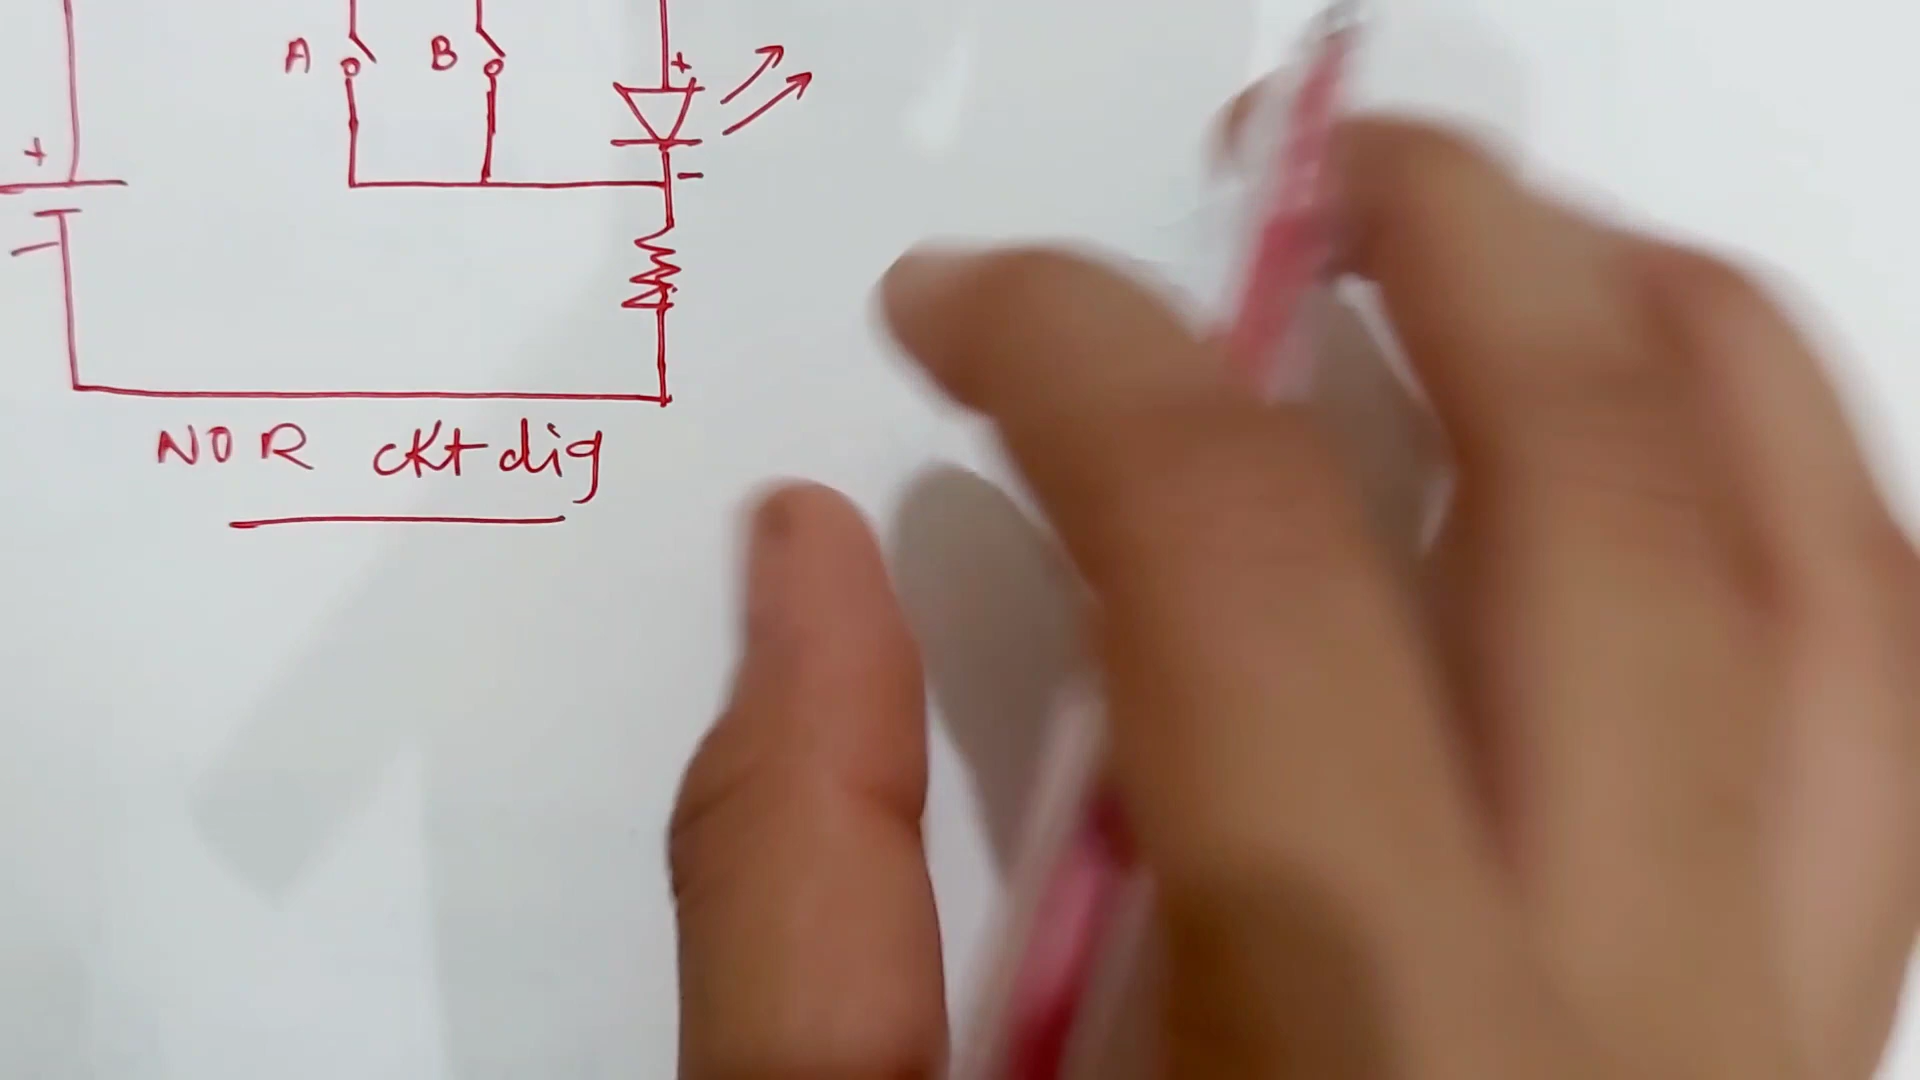 A B
+
+
-
-
NOR cKt dig